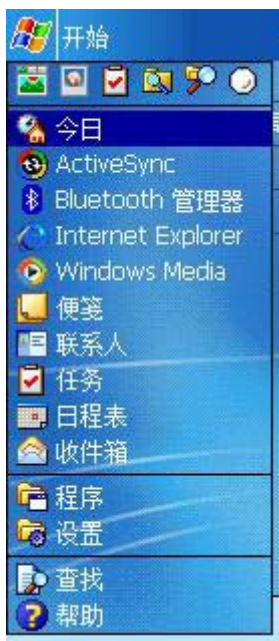 开始
今日
ActiveSync
Bluetooth 管理器
Internet Explorer
Windows Media
便笺
联系人
任务
日程表
收件箱
程序
设置
查找
帮助